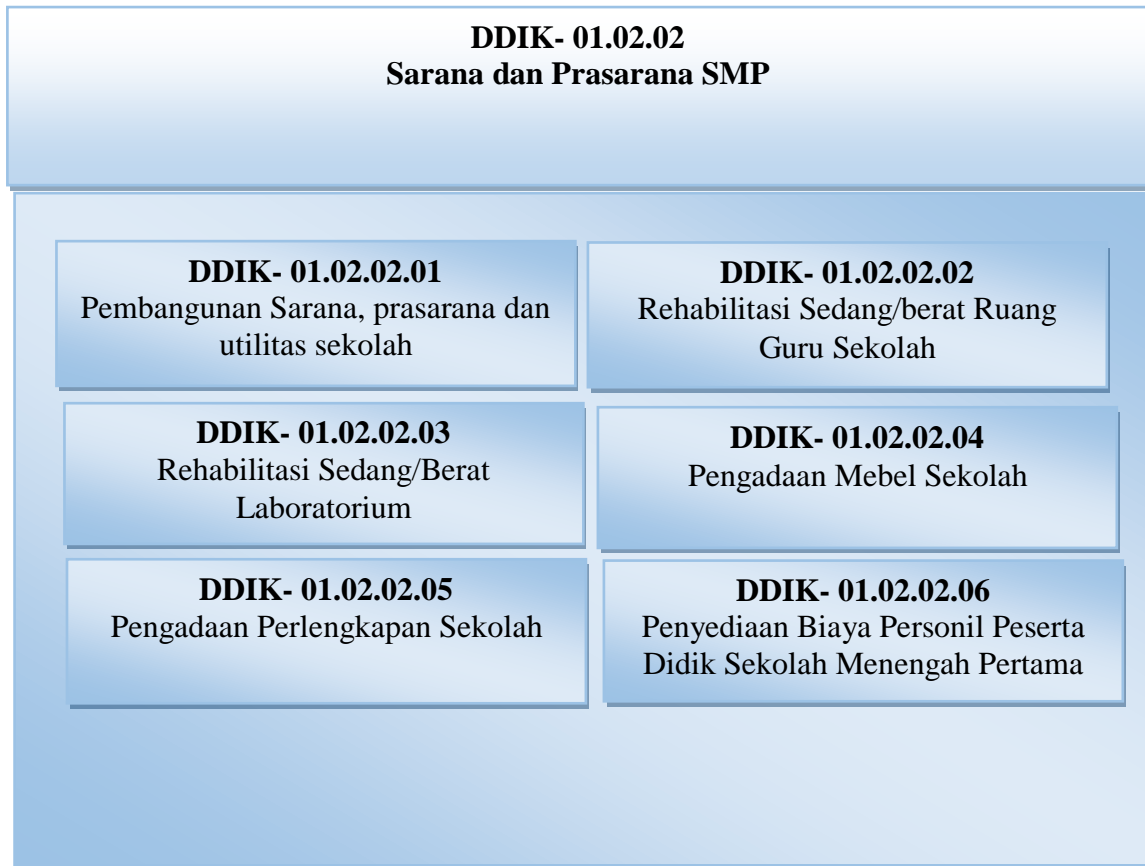 DDIK- 01.02.02
Sarana dan Prasarana SMP
DDIK- 01.02.02.01
Pembangunan Sarana, prasarana dan
utilitas sekolah
DDIK- 01.02.02.02
Rehabilitasi Sedang/berat Ruang
Guru Sekolah
DDIK- 01.02.02.03
Rehabilitasi Sedang/Berat
Laboratorium
DDIK- 01.02.02.04
Pengadaan Mebel Sekolah
DDIK- 01.02.02.05
Pengadaan Perlengkapan Sekolah
DDIK- 01.02.02.06
Penyediaan Biaya Personil Peserta
Didik Sekolah Menengah Pertama